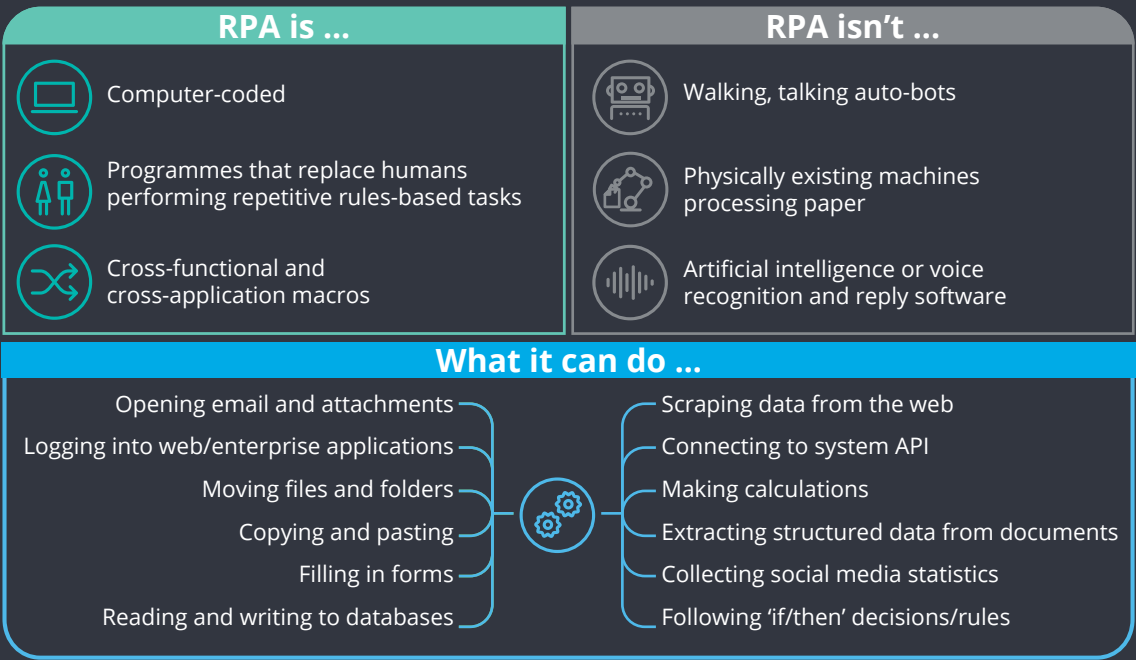 RPA is ...
Computer-coded
Programmes that replace humans
performing repetitive rules-based tasks
Cross-functional and
cross-application macros
RPA isn’t ...
Walking, talking auto-bots
Physically existing machines
processing paper
Artificial intelligence or voice
recognition and reply software
What it can do ...
Opening email and attachments
Logging into web/enterprise applications
Moving files and folders
Copying and pasting
Filling in forms
Reading and writing to databases
Scraping data from the web
Connecting to system API
Making calculations
Extracting structured data from documents
Collecting social media statistics
Following ‘if/then’ decisions/rules